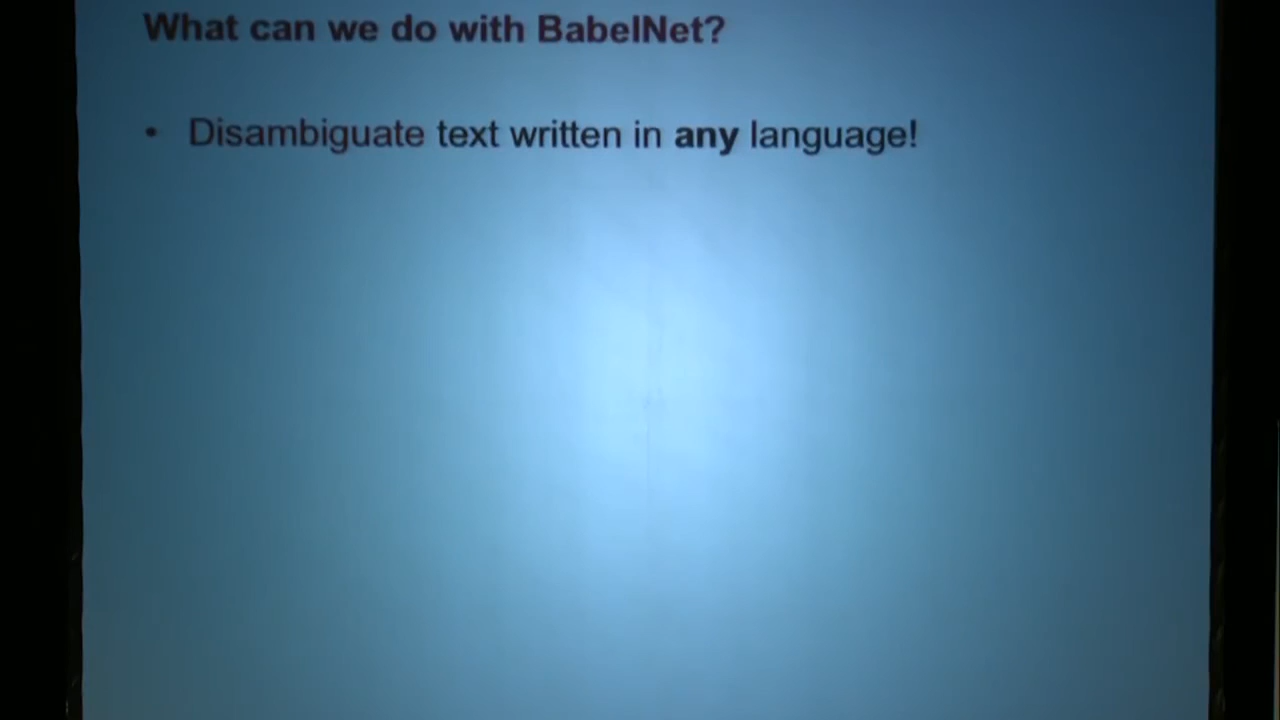 What can we do with BabelNet?
• Disambiguate text written in any language!